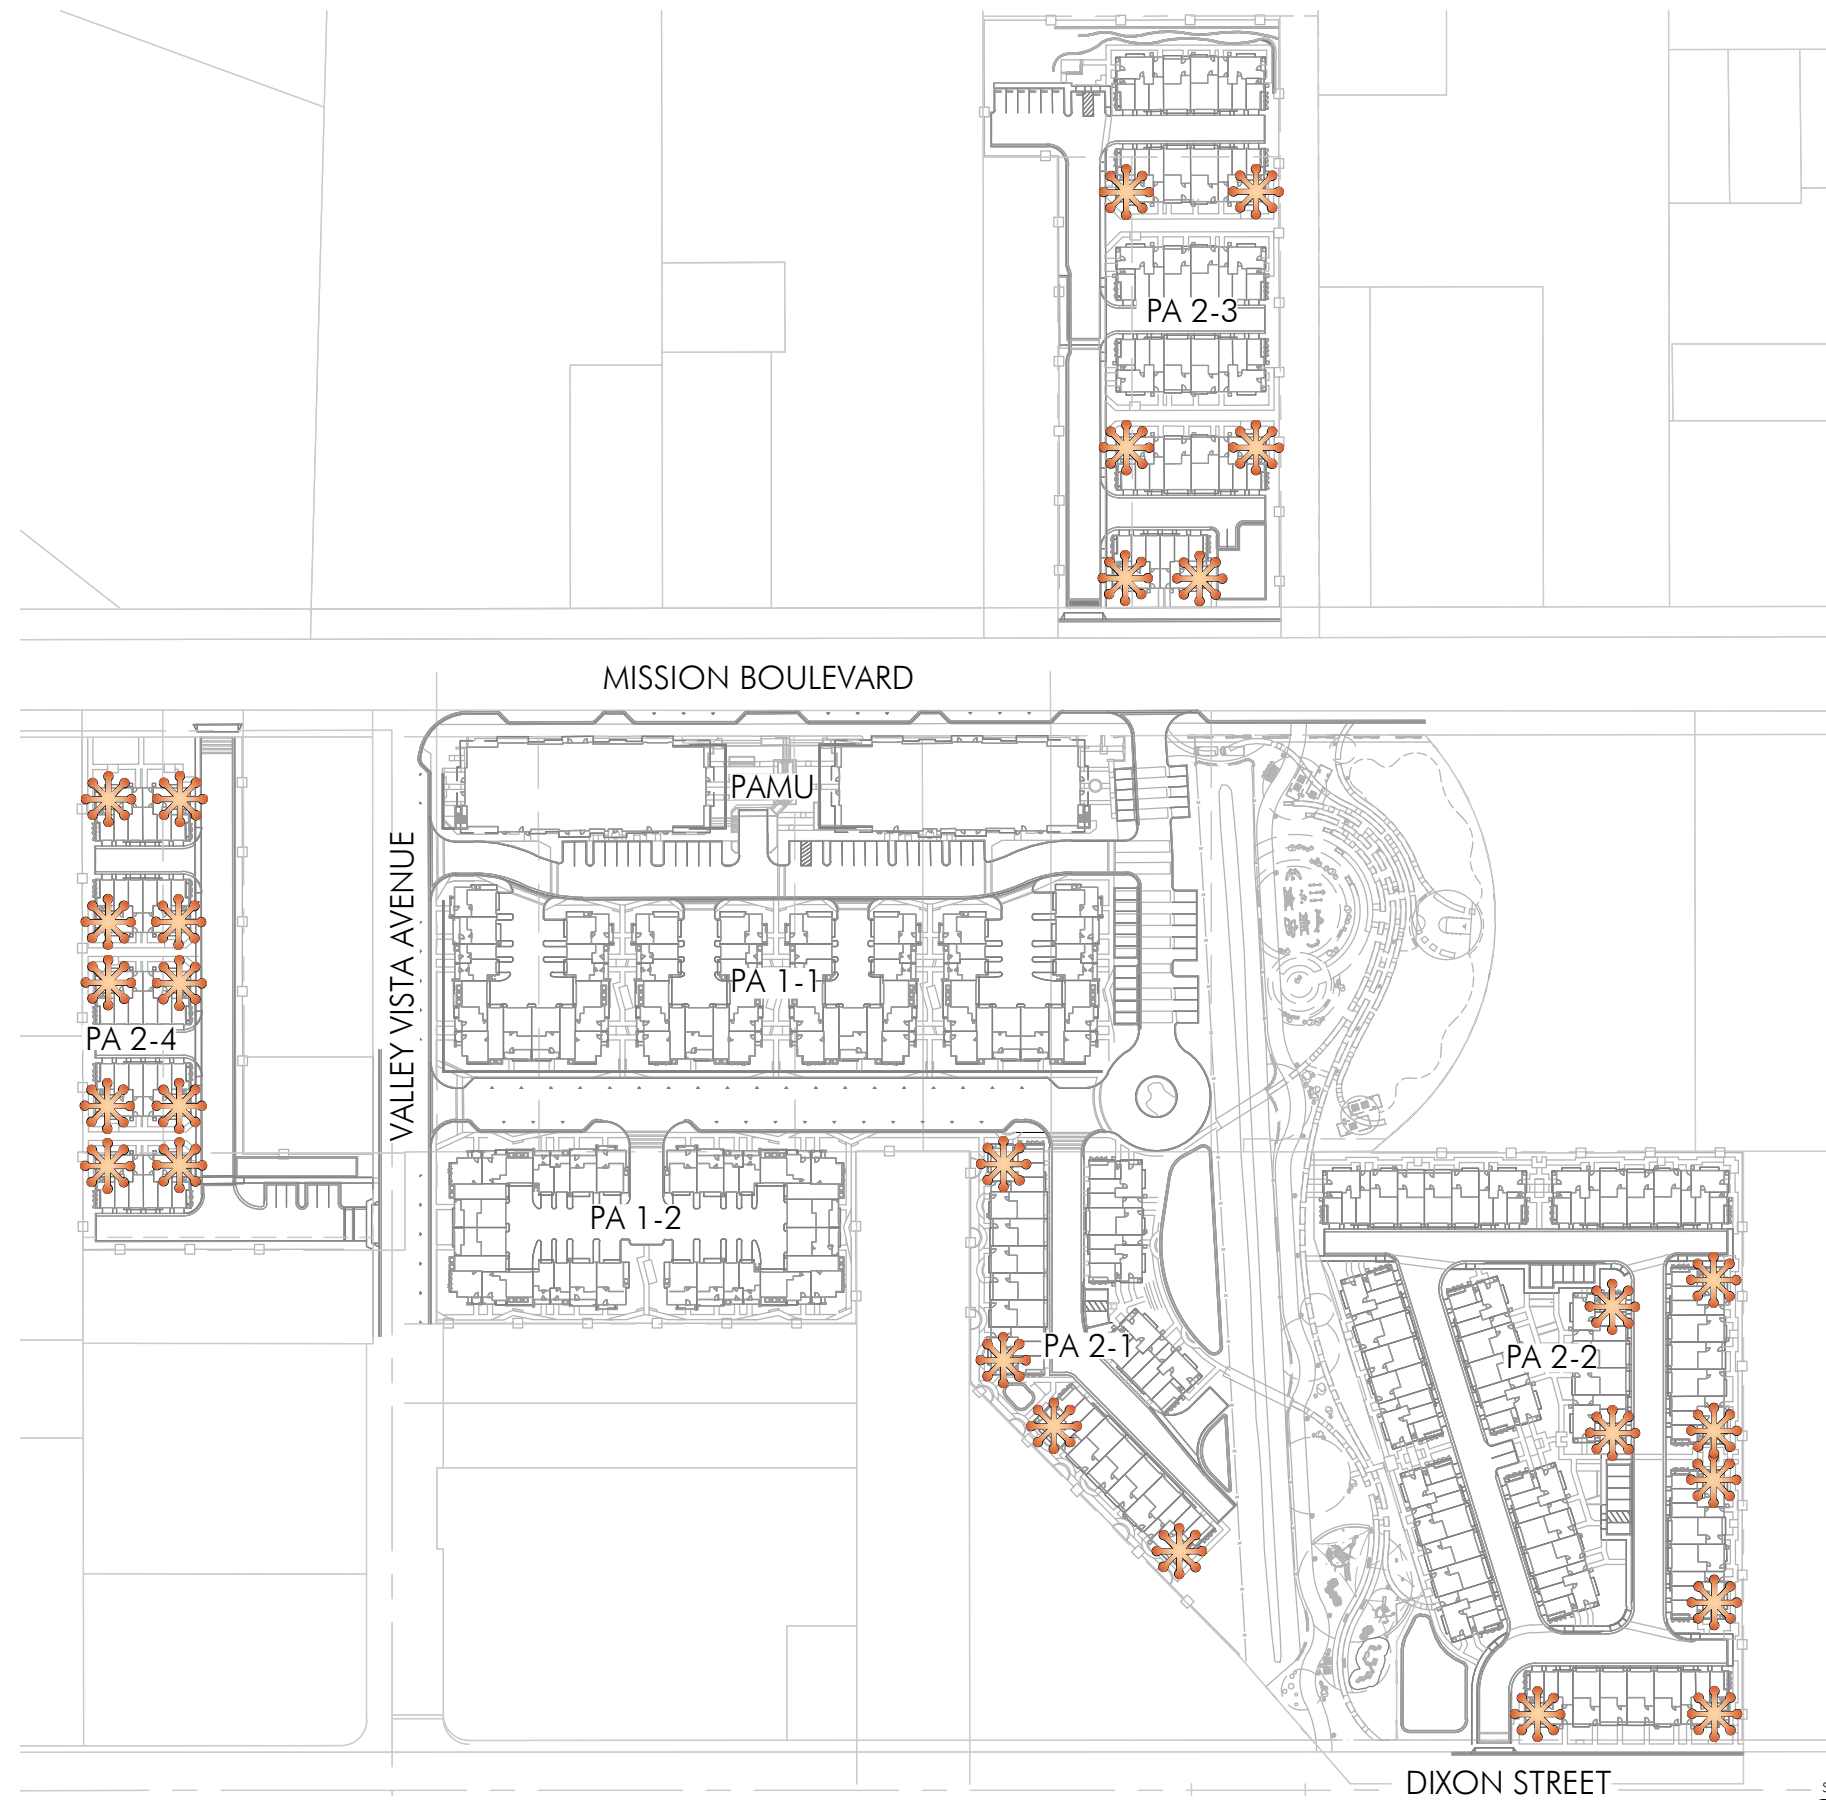 PA 2-3
MISSION BOULEVARD
PAMU
VALLEY VISTA AVENUE
PA 1-1
PA 2-4
PA 1-2
PA 2-1
PA 2-2
DIXON STREET